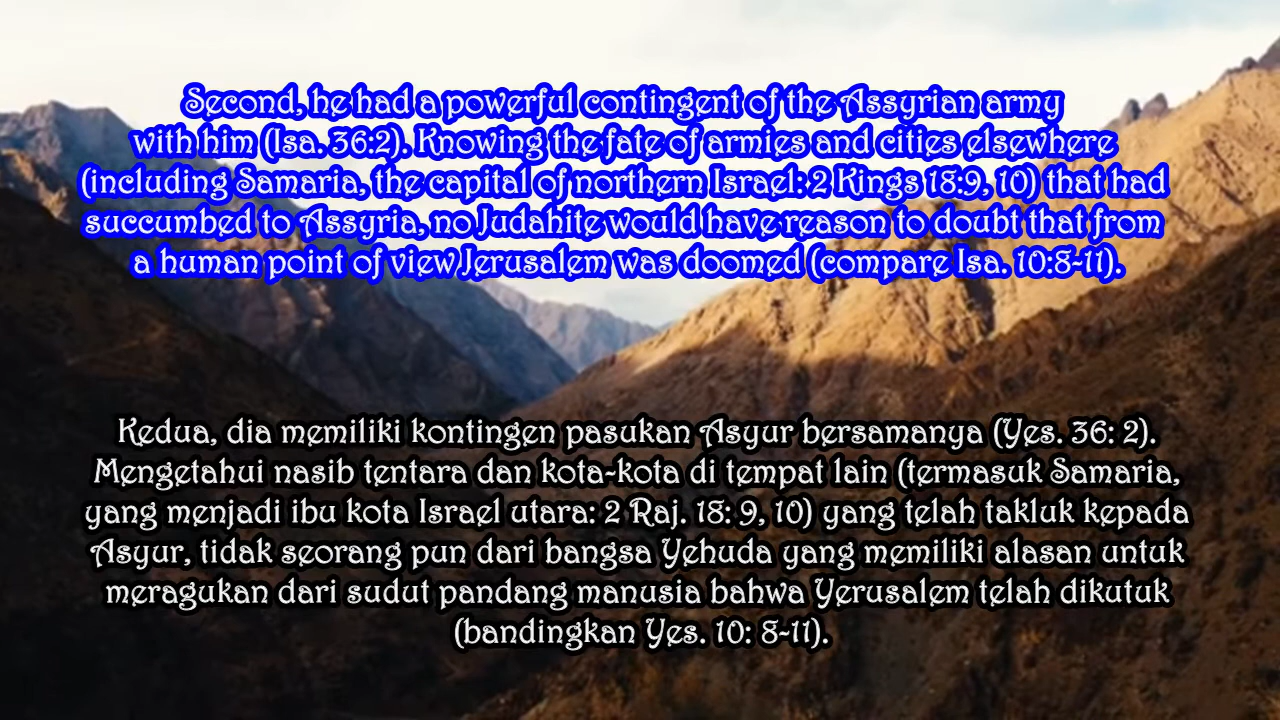 Second, he had a powerful contingent of the Assyrian army
with him (Isa. 36:2). Knowing the fate of armies and cities elsewhere
(including Samaria, the capital of northern Israel: 2 Kings 18:9, 10) that had
succumbed to Assyria, no Judahite would have reason to doubt that from
a human point of view Jerusalem was doomed (compare Isa. 10:8-11).
Kedua, dia memiliki kontingen pasukan Asyur bersamanya (Yes. 36: 2).
Mengetahui nasib tentara dan kota-kota di tempat lain (termasuk Samaria,
yang menjadi ibu kota Israel utara: 2 Raj. 18: 9, 10) yang telah takluk kepada
Asyur, tidak seorang pun dari bangsa Yehuda yang memiliki alasan untuk
meragukan dari sudut pandang manusia bahwa Yerusalem telah dikutuk
(bandingkan Yes. 10: 8-11).